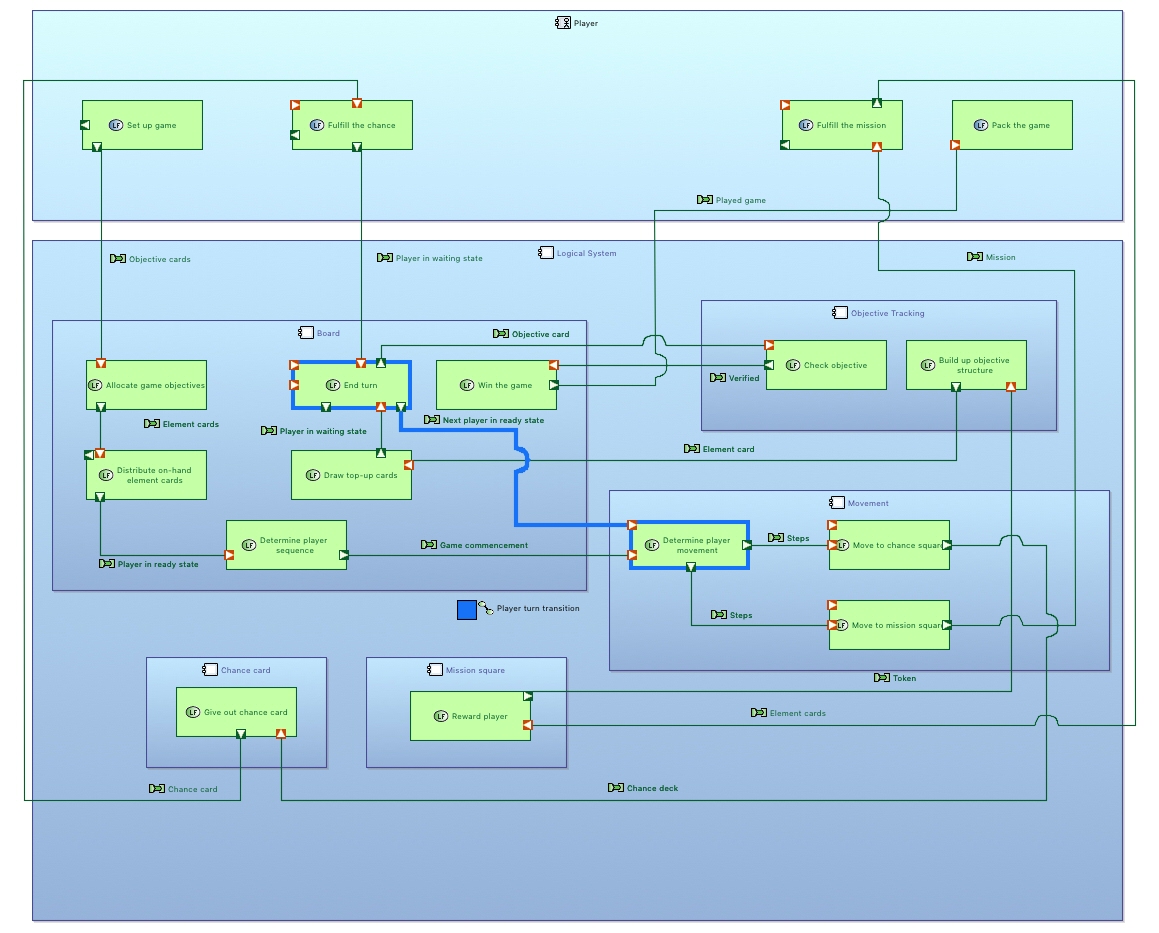 Player
LF Set up game
LF Fulfill the chance
LF Fulfill the mission
LF Pack the game
Played game
Objective cards
Player in waiting state
Logical System
Mission
Objective Tracking
Board
Objective card
LF Allocate game objectives
LF End turn
LF Win the game
LF Check objective
LF Build up objective
structure
Verified
Element cards
Player in waiting state
Next player in ready state
Element card
LF Distribute on-hand
element cards
LF Draw top-up cards
Movement
LF Determine player
sequence
Game commencement
LF Determine player
movement
Steps
LF Move to chance square
Player in ready state
Player turn transition
Steps
LF Move to mission square
Chance card
Mission square
Token
LF Give out chance card
LF Reward player
Element cards
Chance card
Chance deck